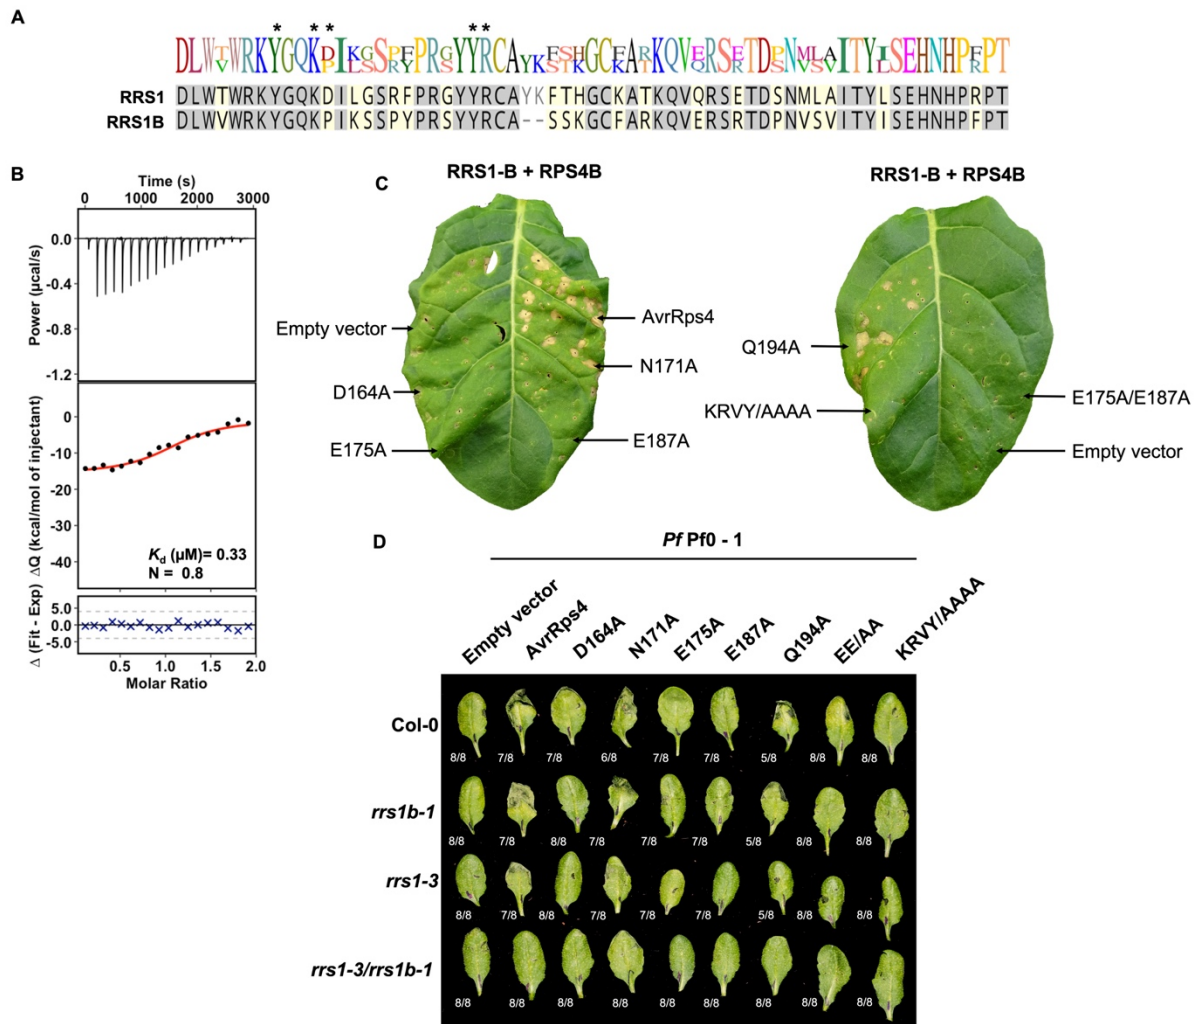 A
* * * * *
RRS1 DLWTWRKYGQKDILGSRFPRGYYRCAYKFTHGCKATKQVQRSETDSNMLAITYLSEHNHPRPT
RRS1B DLWVWRKYGQKPIKSSPYPRSYYRCA--SSKGCFARKQVERSRTDPNVSVITYISEHNHPFPT
B
Time (s)
0 1000 2000 3000
Power (µcal/s)
0.0
-0.4
-0.8
-1.2
ΔQ (kcal/mol of injectant)
0
-10
-20
-30
-40
Kd (µM)= 0.33
N = 0.8
Δ (Fit - Exp)
5.0
0.0
-5.0
0.5 1.0 1.5 2.0
Molar Ratio
C
RRS1-B + RPS4B
Empty vector
D164A
E175A
AvrRps4
N171A
E187A
RRS1-B + RPS4B
Q194A
KRVY/AAAA
E175A/E187A
Empty vector
D
Pf Pf0 - 1
Empty vector
AvrRps4
D164A
N171A
E175A
E187A
Q194A
EE/AA
KRVY/AAAA
Col-0
8/8 7/8 7/8 6/8 7/8 7/8 5/8 8/8 8/8
rrs1b-1
8/8 7/8 8/8 7/8 7/8 7/8 5/8 8/8 8/8
rrs1-3
8/8 7/8 8/8 7/8 7/8 7/8 5/8 8/8 8/8
rrs1-3/rrs1b-1
8/8 8/8 8/8 8/8 8/8 8/8 8/8 8/8 8/8